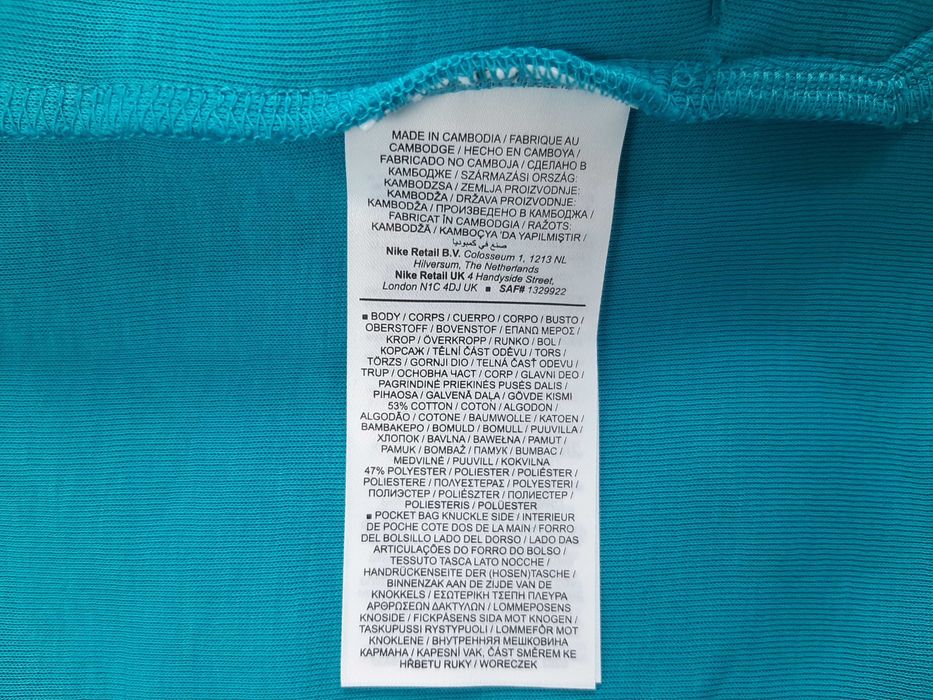 MADE IN CAMBODIA / FABRIQUE AU
CAMBODGE / HECHO EN CAMBOYA /
FABRICADO NO CAMBOJA / СДЕЛАНО В
КАМБОДЖЕ / SZÁRMAZÁSI ORSZÁG:
KAMBODZSA / ZEMLJA PROIZVODNJE:
KAMBODŽA / DRŽAVA PROIZVODNJE:
KAMBODŽA / ПРОИЗВЕДЕНО В КАМБОДЖА /
FABRICAT ÎN CAMBODGIA / RAŽOTS:
KAMBODŽĀ / KAMBOÇYA 'DA YAPILMIŞTIR /
صنع في كمبوديا
Nike Retail B.V. Colosseum 1, 1213 NL
Hilversum, The Netherlands
Nike Retail UK 4 Handyside Street,
London N1C 4DJ UK ■ SAF# 1329922
■ BODY / CORPS / CUERPO / CORPO / BUSTO /
OBERSTOFF / BOVENSTOF / ΕΠΑΝΩ ΜΕΡΟΣ /
KROP / ÖVERKROPP / RUNKO / BOL /
КОРСАЖ / TĚLNÍ ČÁST ODĚVU / TORS /
TÖRZS / GORNJI DIO / TELNÁ ČASŤ ODEVU /
TRUP / ОСНОВНА ЧАСТ / CORP / GLAVNI DEO /
PAGRINDINĖ PRIEKINĖS PUSĖS DALIS /
PIHAOSA / GALVENĀ DAĻA / GÖVDE KISMI
53% COTTON / COTON / ALGODON /
ALGODÃO / COTONE / BAUMWOLLE / KATOEN /
ΒΑΜΒΑΚΕΡΟ / BOMULD / BOMULL / PUUVILLA /
ХЛОПОК / BAVLNA / BAWEŁNA / PAMUT /
PAMUK / BOMBAŽ / ПАМУК / BUMBAC /
MEDVILNĖ / PUUVILL / KOKVILNA
47% POLYESTER / POLIESTER / POLIÉSTER /
POLIESTERE / ΠΟΛΥΕΣΤΕΡΑΣ / POLYESTERI /
ПОЛИЭСТЕР / POLIÉSZTER / ПОЛИЕСТЕР /
POLIESTERIS / POLÜESTER
■ POCKET BAG KNUCKLE SIDE / INTERIEUR
DE POCHE COTE DOS DE LA MAIN / FORRO
DEL BOLSILLO LADO DEL DORSO / LADO DAS
ARTICULAÇÕES DO FORRO DO BOLSO /
TESSUTO TASCA LATO NOCCHE /
HANDRÜCKENSEITE DER (HOSEN)TASCHE /
BINNENZAK AAN DE ZIJDE VAN DE
KNOKKELS / ΕΣΩΤΕΡΙΚΗ ΤΣΕΠΗ ΠΛΕΥΡΑ
ΑΡΘΡΩΣΕΩΝ ΔΑΚΤΥΛΩΝ / LOMMEPOSENS
KNOSIDE / FICKPÅSENS SIDA MOT KNOGEN /
TASKUPUSSI RYSTYPUOLI / LOMMEFÔR MOT
KNOKLENE / ВНУТРЕННЯЯ МЕШКОВИНА
КАРМАНА / KAPESNÍ VAK, ČÁST SMĚREM KE
HŘBETU RUKY / WORECZEK